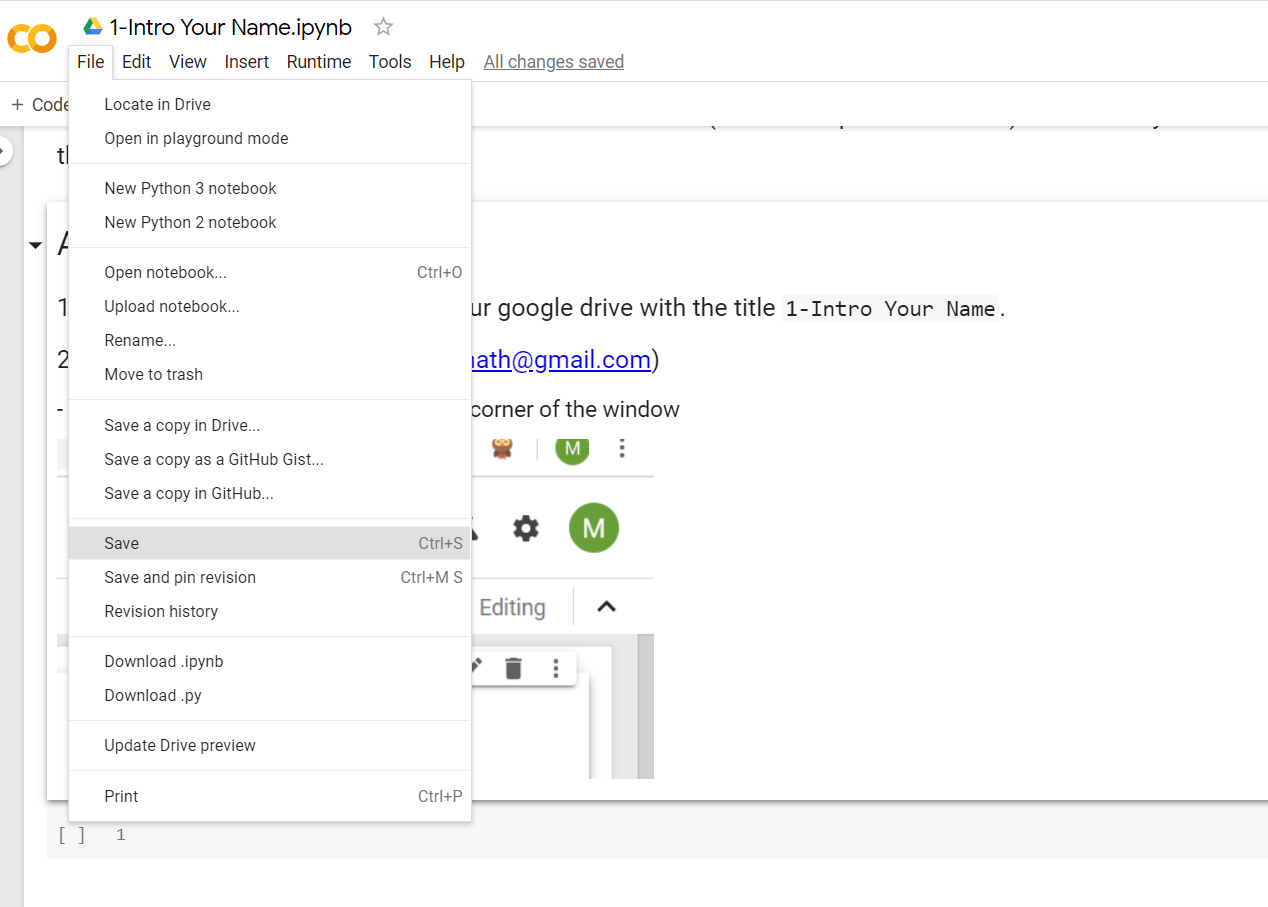 1-Intro Your Name.ipynb
File Edit View Insert Runtime Tools Help All changes saved
+ Code
Locate in Drive
Open in playground mode
New Python 3 notebook
New Python 2 notebook
Open notebook... Ctrl+O
Upload notebook...
Rename...
Move to trash
Save a copy in Drive...
Save a copy as a GitHub Gist...
Save a copy in GitHub...
Save Ctrl+S
Save and pin revision Ctrl+M S
Revision history
Download .ipynb
Download .py
Update Drive preview
Print Ctrl+P
1 ur google drive with the title 1-Intro Your Name.
2 ath@gmail.com)
- corner of the window
M
M
Editing
[ ] 1